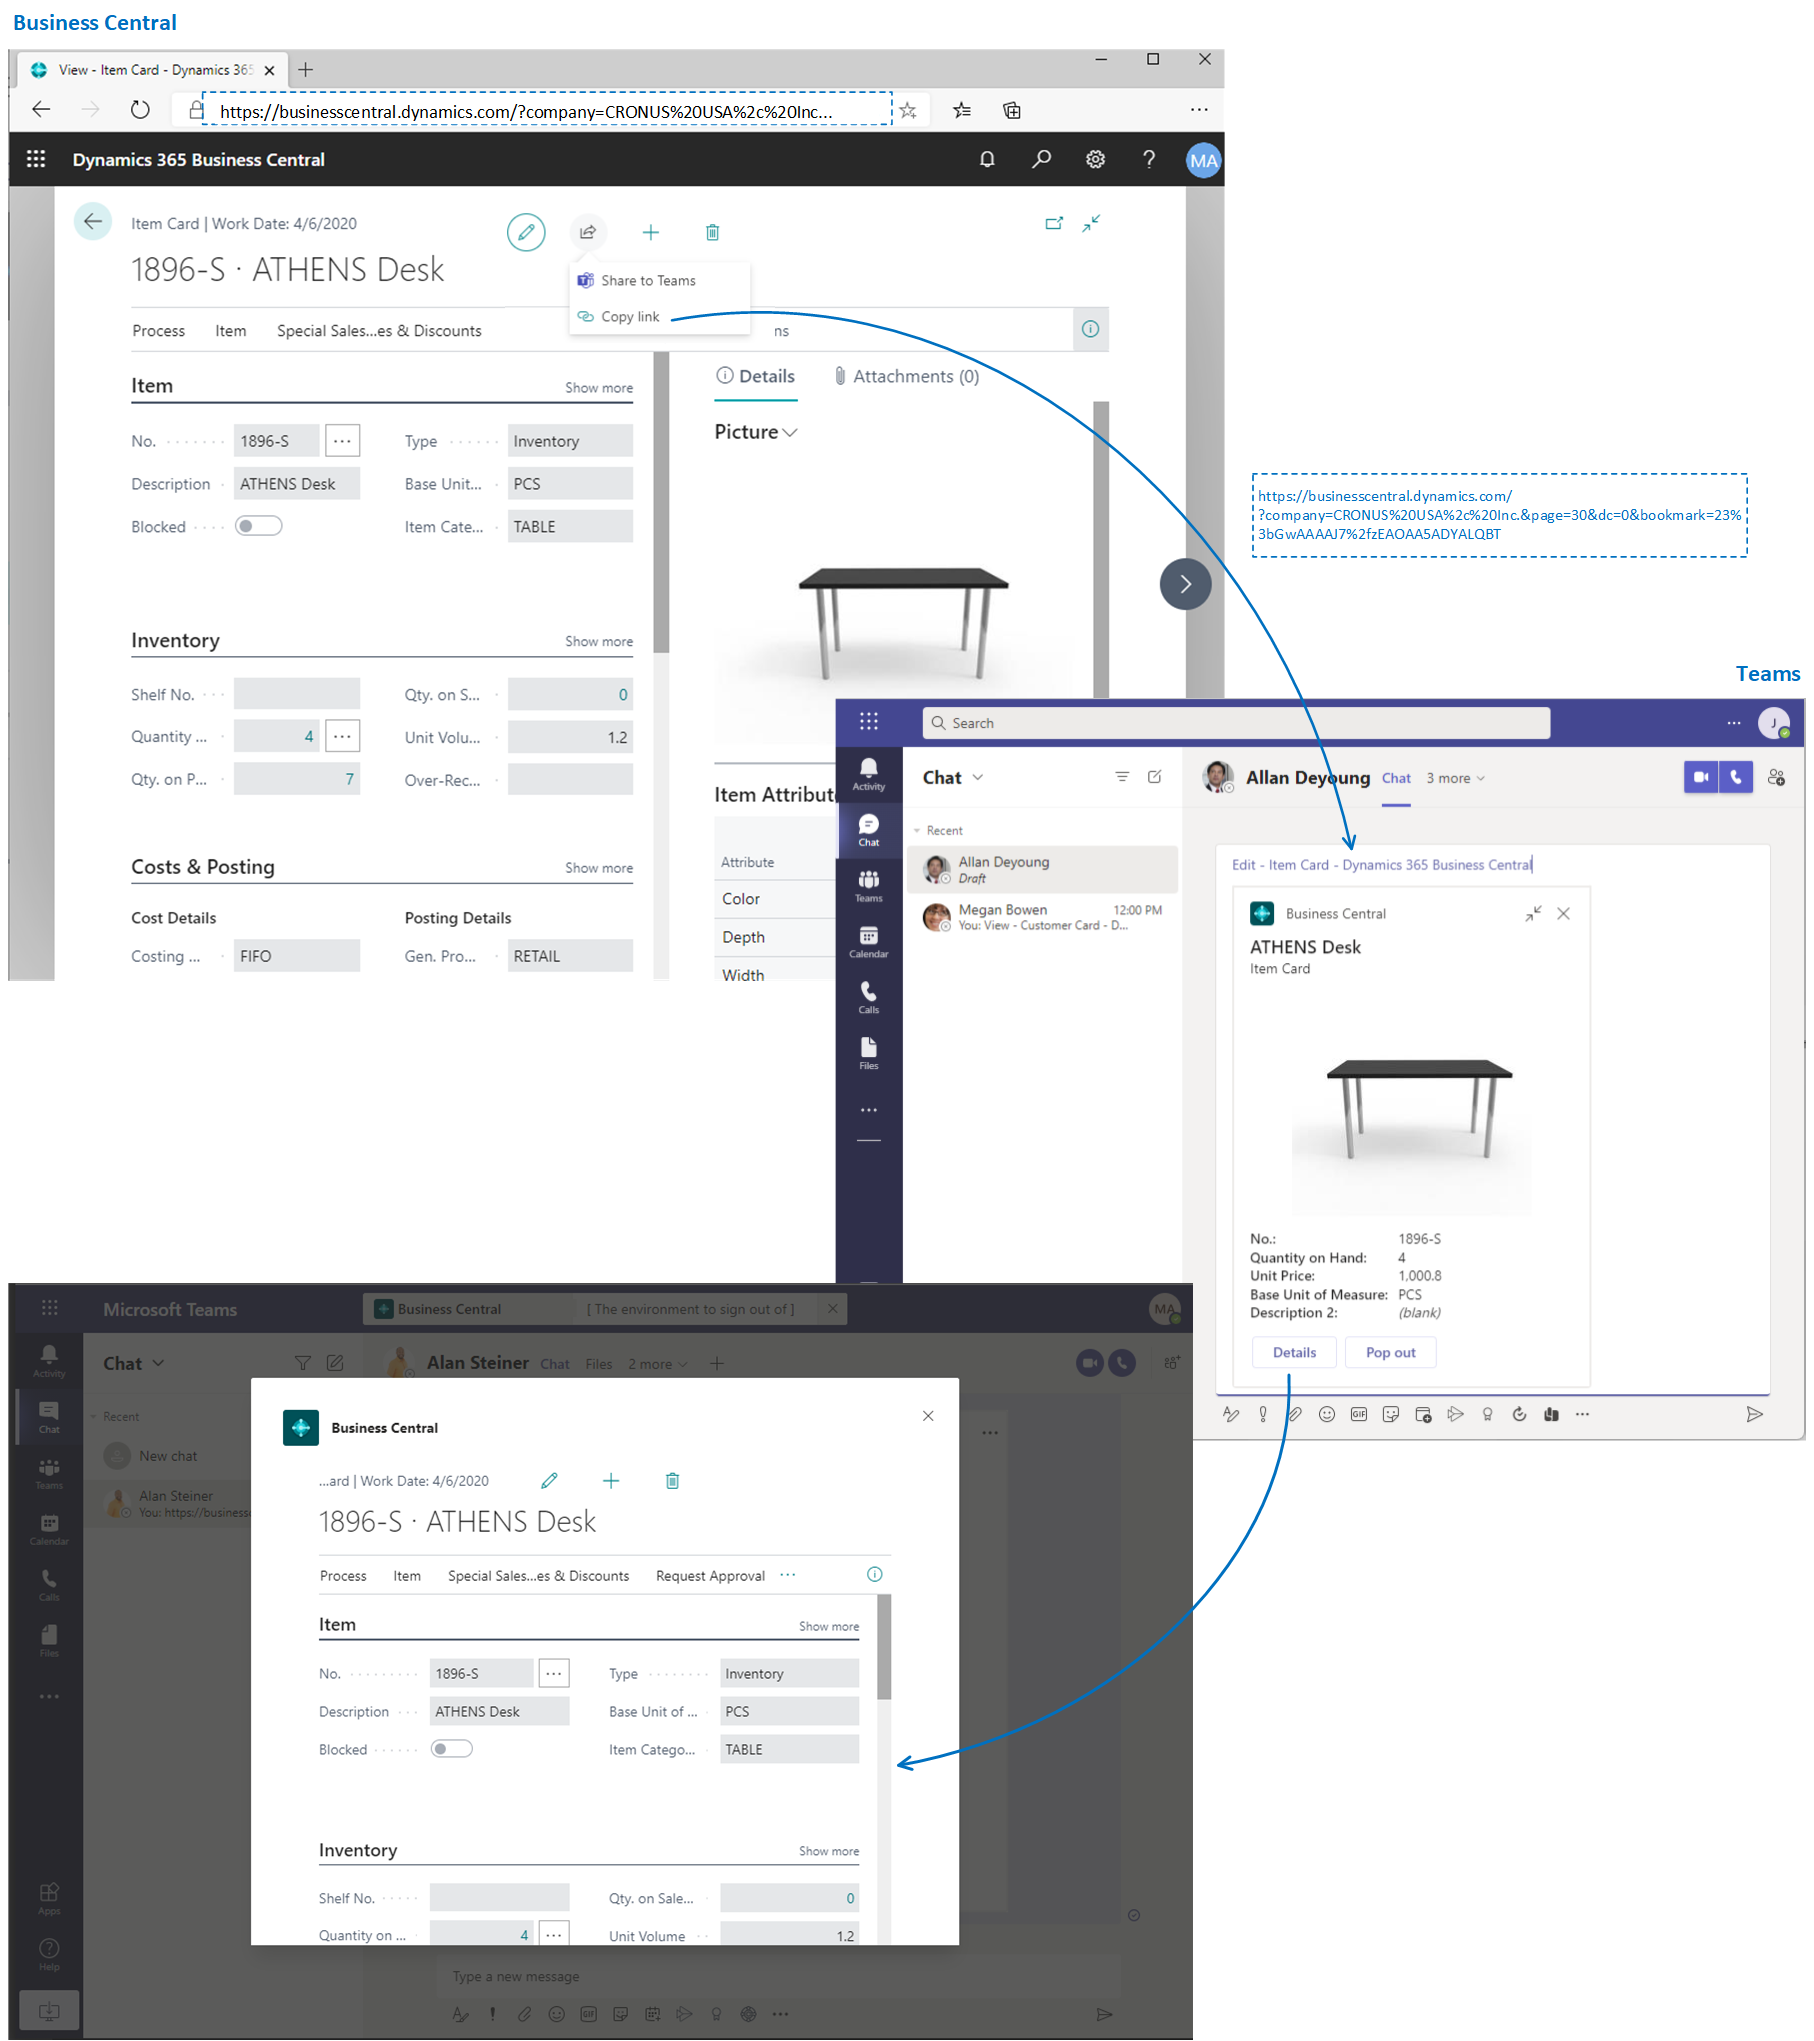 Business Central
View - Item Card - Dynamics 365
https://businesscentral.dynamics.com/?company=CRONUS%20USA%2c%20Inc...
Dynamics 365 Business Central
MA
Item Card | Work Date: 4/6/2020
1896-S · ATHENS Desk
Share to Teams
Copy link
Process Item Special Sales...es & Discounts ns
Item Show more
No. 1896-S ... Type Inventory
Description ATHENS Desk Base Unit... PCS
Blocked Item Cate... TABLE
Inventory Show more
Shelf No. Qty. on S... 0
Quantity ... 4 ... Unit Volu... 1.2
Qty. on P... 7 Over-Rec...
Costs & Posting Show more
Cost Details Posting Details
Costing ... FIFO Gen. Pro... RETAIL
Details Attachments (0)
Picture
Item Attribut
Attribute
Color
Depth
Width
https://businesscentral.dynamics.com/
?company=CRONUS%20USA%2c%20Inc.&page=30&dc=0&bookmark=23%
3bGwAAAAJ7%2fzEAOAA5ADYALQBT
Teams
Search
J
Activity
Chat
Teams
Calendar
Calls
Files
Chat
Recent
Allan Deyoung
Draft
Megan Bowen 12:00 PM
You: View - Customer Card - D...
Allan Deyoung Chat 3 more
Edit - Item Card - Dynamics 365 Business Central
Business Central
ATHENS Desk
Item Card
No.: 1896-S
Quantity on Hand: 4
Unit Price: 1,000.8
Base Unit of Measure: PCS
Description 2: (blank)
Details Pop out
GIF
Microsoft Teams Business Central [ The environment to sign out of ] MA
Activity
Chat
Teams
Calendar
Calls
Files
Apps
Help
Chat
Recent
New chat
Alan Steiner
You: https://business
Alan Steiner Chat Files 2 more
Business Central
...ard | Work Date: 4/6/2020
1896-S · ATHENS Desk
Process Item Special Sales...es & Discounts Request Approval ...
Item Show more
No. 1896-S ... Type Inventory
Description ATHENS Desk Base Unit of ... PCS
Blocked Item Catego... TABLE
Inventory Show more
Shelf No. Qty. on Sale... 0
Quantity on ... 4 ... Unit Volume 1.2
Type a new message
GIF